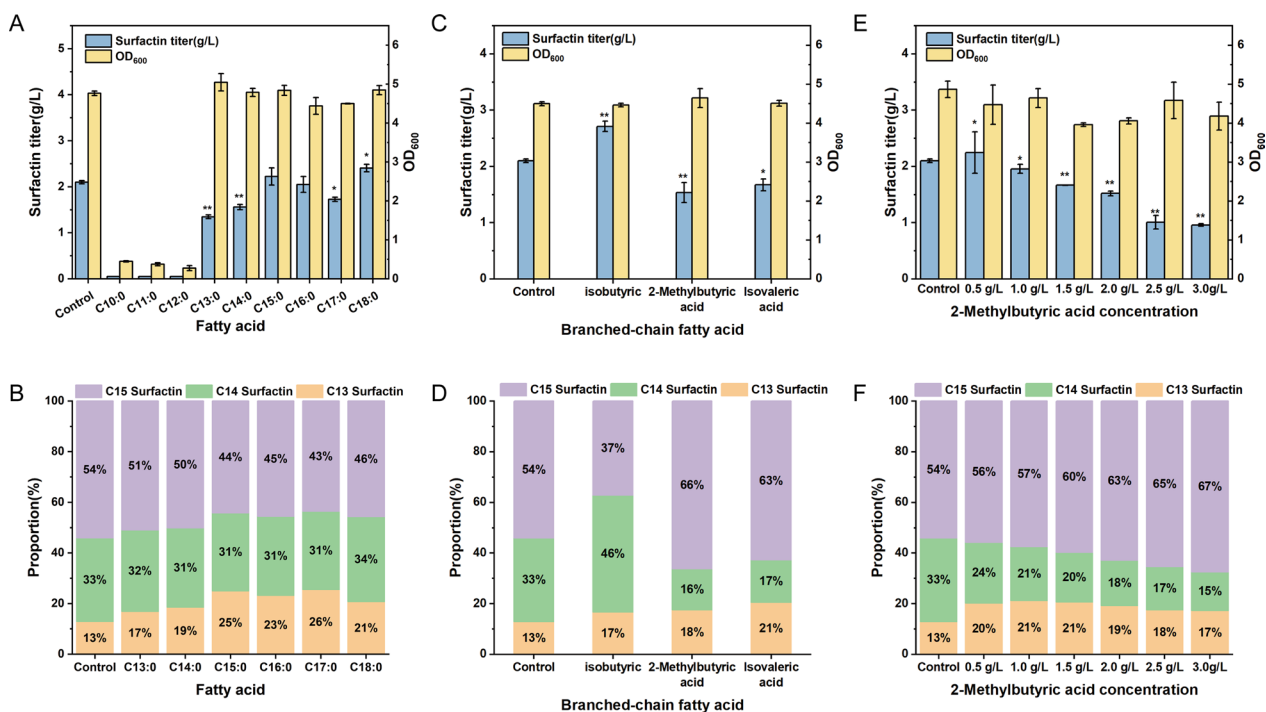 A
Surfactin titer(g/L)
OD600
Surfactin titer(g/L)
OD600
5
4
3
2
1
0
6
5
4
3
2
1
0
** ** * *
Control C10:0 C11:0 C12:0 C13:0 C14:0 C15:0 C16:0 C17:0 C18:0
Fatty acid
C
Surfactin titer(g/L)
OD600
Surfactin titer(g/L)
OD600
4
3
2
1
0
6
5
4
3
2
1
0
** ** *
Control isobutyric 2-Methylbutyric Isovaleric
acid acid
Branched-chain fatty acid
E
Surfactin titer(g/L)
OD600
Surfactin titer(g/L)
OD600
4
3
2
1
0
6
5
4
3
2
1
0
* * ** ** ** **
Control 0.5 g/L 1.0 g/L 1.5 g/L 2.0 g/L 2.5 g/L 3.0g/L
2-Methylbutyric acid concentration
B
C15 Surfactin C14 Surfactin C13 Surfactin
Proportion(%)
100
80
60
40
20
0
54% 51% 50% 44% 45% 43% 46%
33% 32% 31% 31% 31% 31% 34%
13% 17% 19% 25% 23% 26% 21%
Control C13:0 C14:0 C15:0 C16:0 C17:0 C18:0
Fatty acid
D
C15 Surfactin C14 Surfactin C13 Surfactin
Proportion(%)
100
80
60
40
20
0
54% 37% 66% 63%
33% 46% 16% 17%
13% 17% 18% 21%
Control isobutyric 2-Methylbutyric Isovaleric
acid acid
Branched-chain fatty acid
F
C15 Surfactin C14 Surfactin C13 Surfactin
Proportion(%)
100
80
60
40
20
0
54% 56% 57% 60% 63% 65% 67%
33% 24% 21% 20% 18% 17% 15%
13% 20% 21% 21% 19% 18% 17%
Control 0.5 g/L 1.0 g/L 1.5 g/L 2.0 g/L 2.5 g/L 3.0g/L
2-Methylbutyric acid concentration